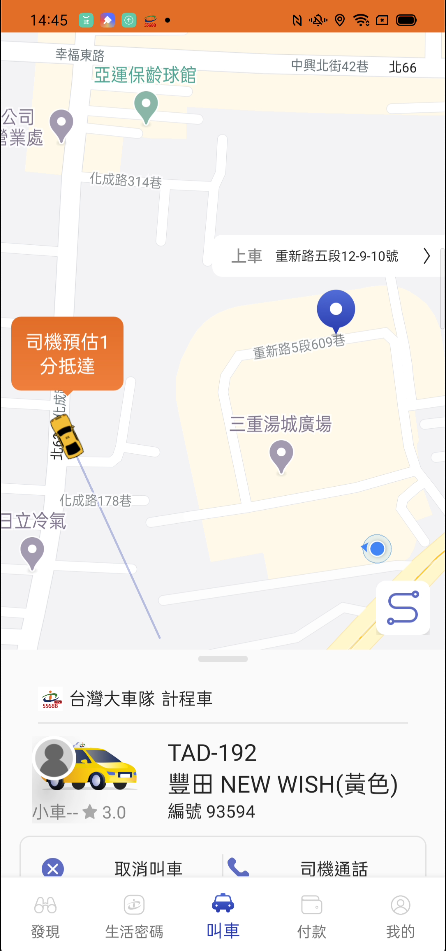 14:45
幸福東路
中興北街42巷
北66
亞運保齡球館
公司
營業處
化成路314巷
上車 重新路五段12-9-10號
司機預估1
分抵達
重新路5段609巷
三重湯城廣場
化成路178巷
日立冷氣
55688
台灣大車隊 計程車
TAD-192
豐田 NEW WISH(黃色)
小車-- 3.0
編號 93594
取消叫車
司機通話
發現
生活密碼
叫車
付款
我的